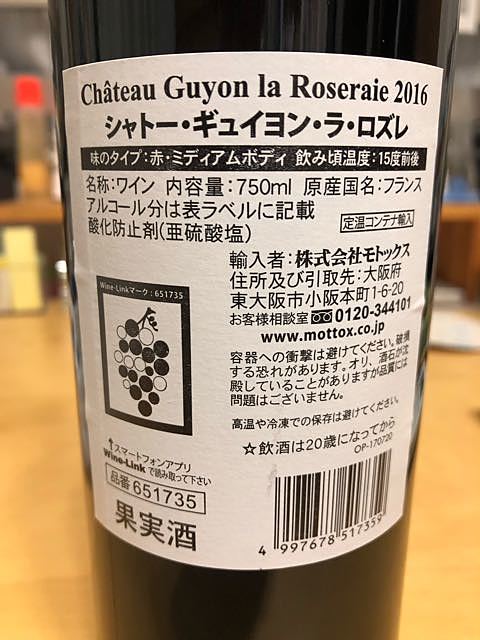 Château Guyon la Roseraie 2016
シャトー・ギュイヨン・ラ・ロズレ
味のタイプ：赤・ミディアムボディ 飲み頃温度：15度前後
名称：ワイン 内容量：750ml 原産国名：フランス
アルコール分は表ラベルに記載
酸化防止剤(亜硫酸塩)
定温コンテナ輸入
輸入者：株式会社モトックス
住所及び引取先：大阪府
東大阪市小阪本町1-6-20
お客様相談室 0120-344101
www.mottox.co.jp
容器への衝撃は避けてください。破損
する恐れがあります。オリ、酒石が沈
殿していることがありますが品質には
問題はございません。
高温や冷凍での保存は避けてください。
☆飲酒は20歳になってから
OP-170720
Wine-Linkマーク：651735
↑スマートフォンアプリ
Wine-Linkで読み取って下さい
品番 651735
果実酒
4 997678 517359